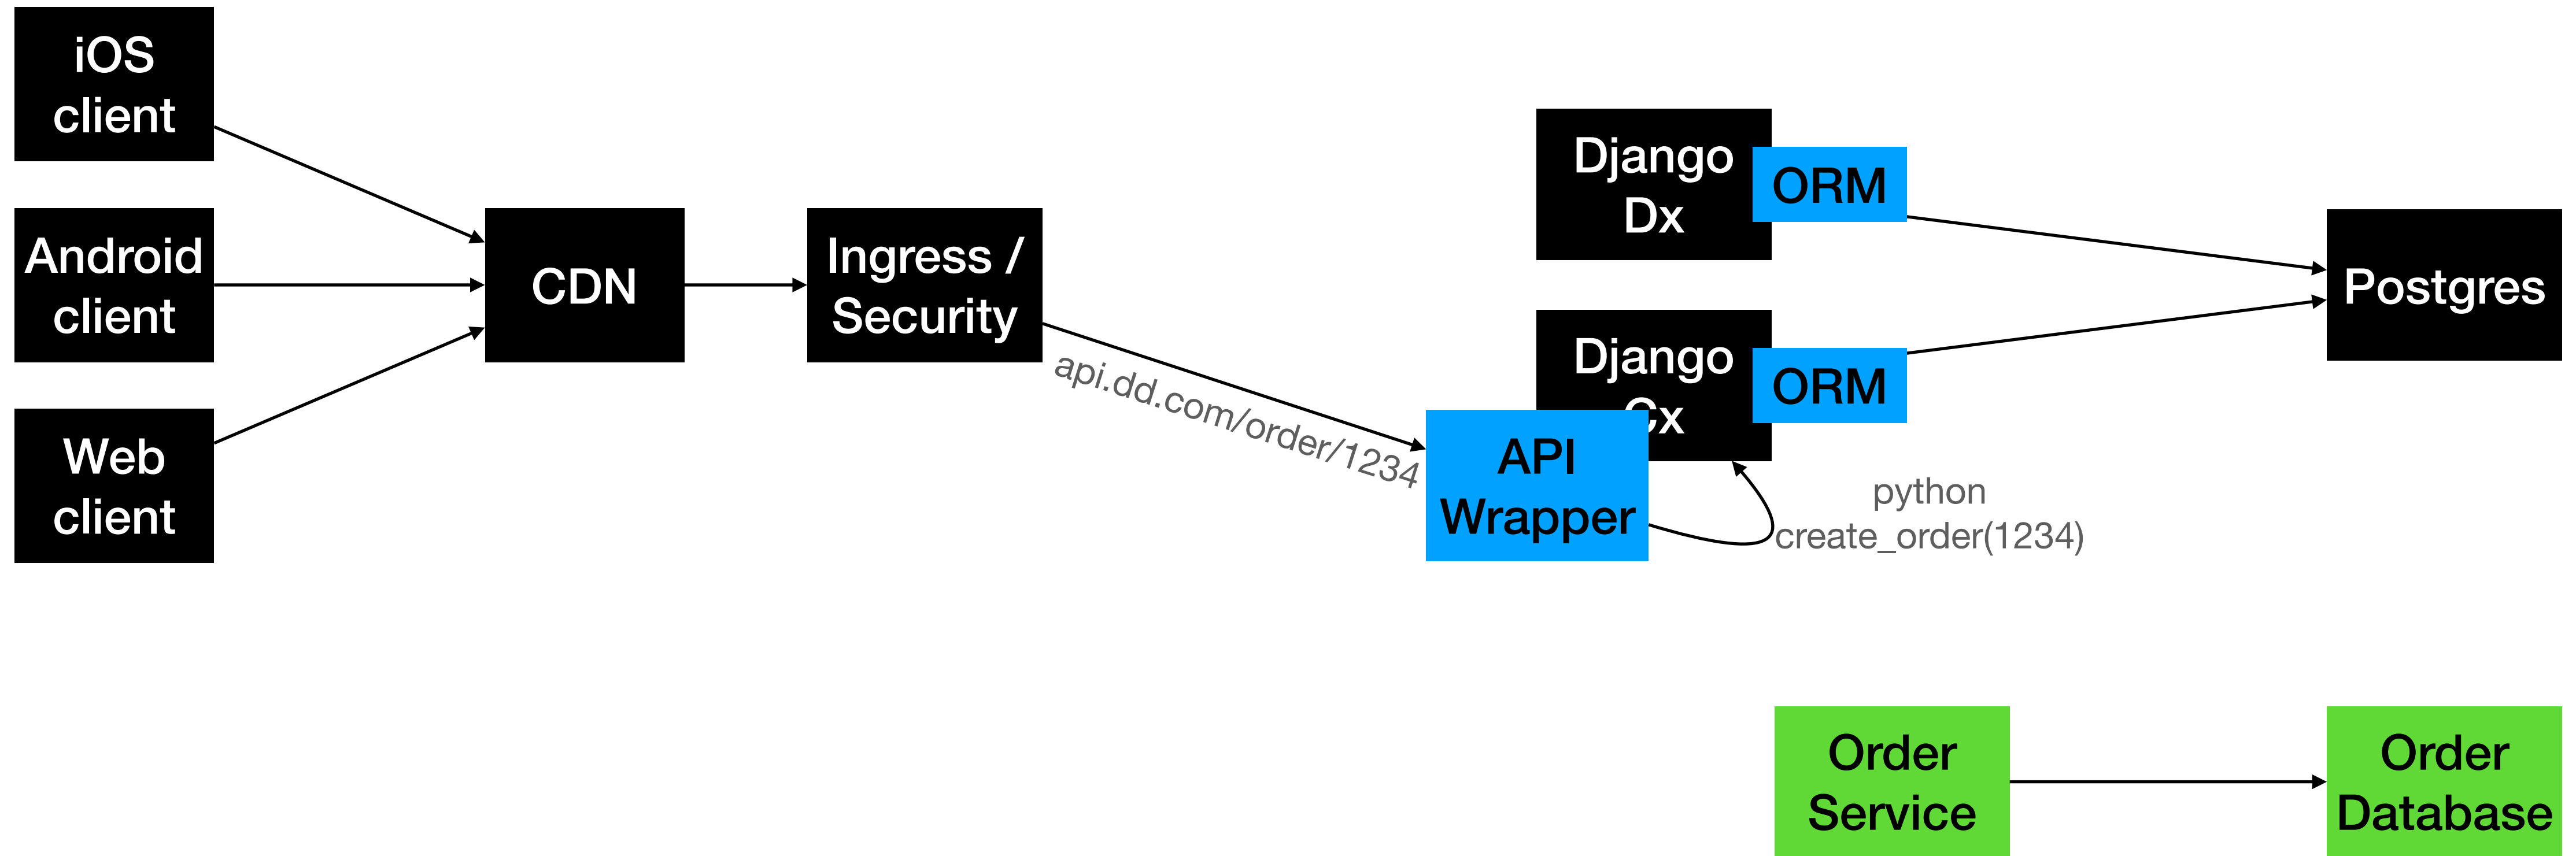 iOS
client
Android
client
Web
client
CDN
Ingress /
Security
api.dd.com/order/1234
Django
Dx
ORM
Django
Cx
ORM
API
Wrapper
python
create_order(1234)
Postgres
Order
Service
Order
Database